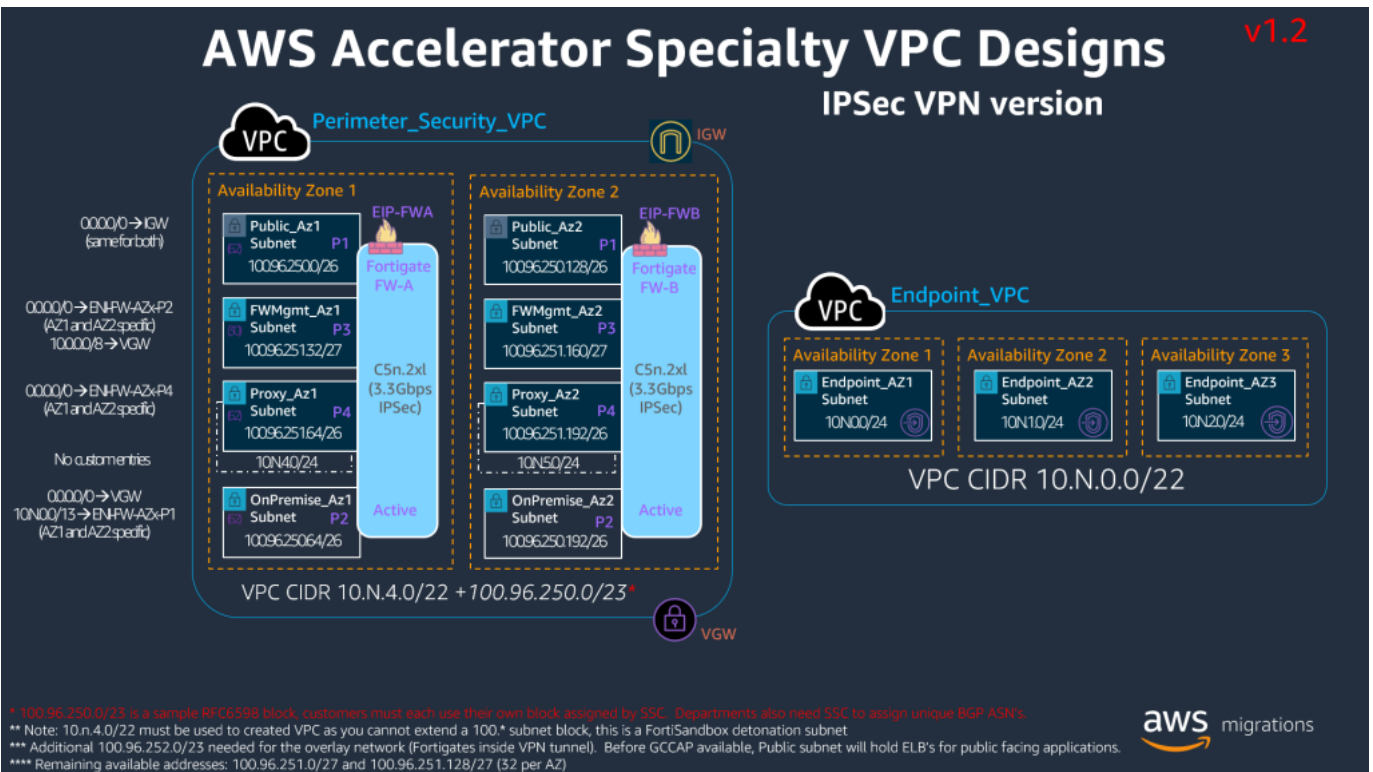 AWS Accelerator Specialty VPC Designs
v1.2
IPSec VPN version
VPC
Perimeter_Security_VPC
IGW
Availability Zone 1
Availability Zone 2
0.0.0.0/0→IGW
(same for both)
Public_Az1
Subnet P1
100.96.250.0/26
EIP-FWA
Fortigate
FW-A
Public_Az2
Subnet P1
100.96.250.128/26
EIP-FWB
Fortigate
FW-B
0.0.0.0/0→ENI-FW-AZx-P2
(AZ1 and AZ2 specific)
10.0.0.0/8→VGW
FWMgmt_Az1
Subnet P3
100.96.251.32/27
FWMgmt_Az2
Subnet P3
100.96.251.160/27
C5n.2xl
(3.3Gbps
IPSec)
C5n.2xl
(3.3Gbps
IPSec)
0.0.0.0/0→ENI-FW-AZx-P4
(AZ1 and AZ2 specific)
Proxy_Az1
Subnet P4
100.96.251.64/26
Proxy_Az2
Subnet P4
100.96.251.192/26
No custom entries
10.N.4.0/24
10.N.5.0/24
0.0.0.0/0→VGW
10.N.0.0/13→ENI-FW-AZx-P1
(AZ1 and AZ2 specific)
OnPremise_Az1
Subnet P2
100.96.250.64/26
Active
OnPremise_Az2
Subnet P2
100.96.250.192/26
Active
VPC CIDR 10.N.4.0/22 +100.96.250.0/23*
VGW
VPC
Endpoint_VPC
Availability Zone 1
Availability Zone 2
Availability Zone 3
Endpoint_AZ1
Subnet
10.N.0.0/24
Endpoint_AZ2
Subnet
10.N.1.0/24
Endpoint_AZ3
Subnet
10.N.2.0/24
VPC CIDR 10.N.0.0/22
* 100.96.250.0/23 is a sample RFC6598 block, customers must each use their own block assigned by SSC. Departments also need SSC to assign unique BGP ASN's.
** Note: 10.n.4.0/22 must be used to created VPC as you cannot extend a 100.* subnet block, this is a FortiSandbox detonation subnet
*** Additional 100.96.252.0/23 needed for the overlay network (Fortigates inside VPN tunnel). Before GCCAP available, Public subnet will hold ELB's for public facing applications.
**** Remaining available addresses: 100.96.251.0/27 and 100.96.251.128/27 (32 per AZ)
aws migrations